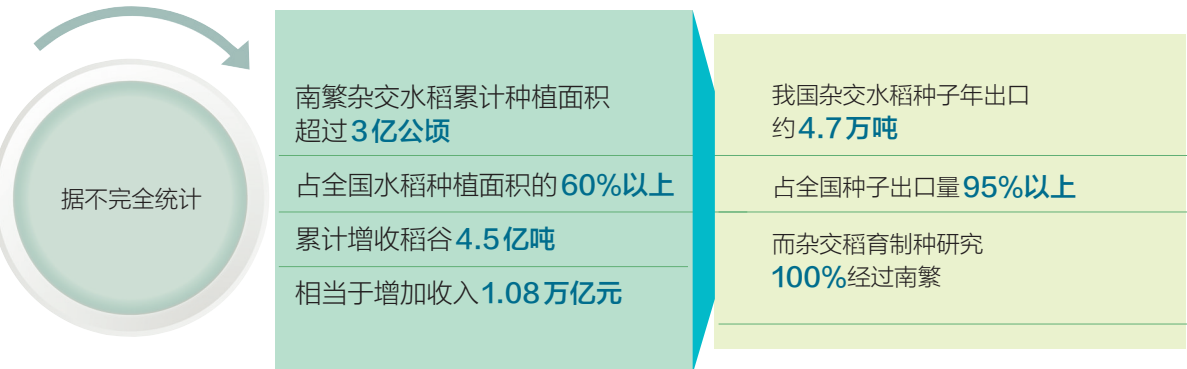 据不完全统计
南繁杂交水稻累计种植面积
超过3亿公顷
占全国水稻种植面积的60%以上
累计增收稻谷4.5亿吨
相当于增加收入1.08万亿元
我国杂交水稻种子年出口
约4.7万吨
占全国种子出口量95%以上
而杂交稻育制种研究
100%经过南繁